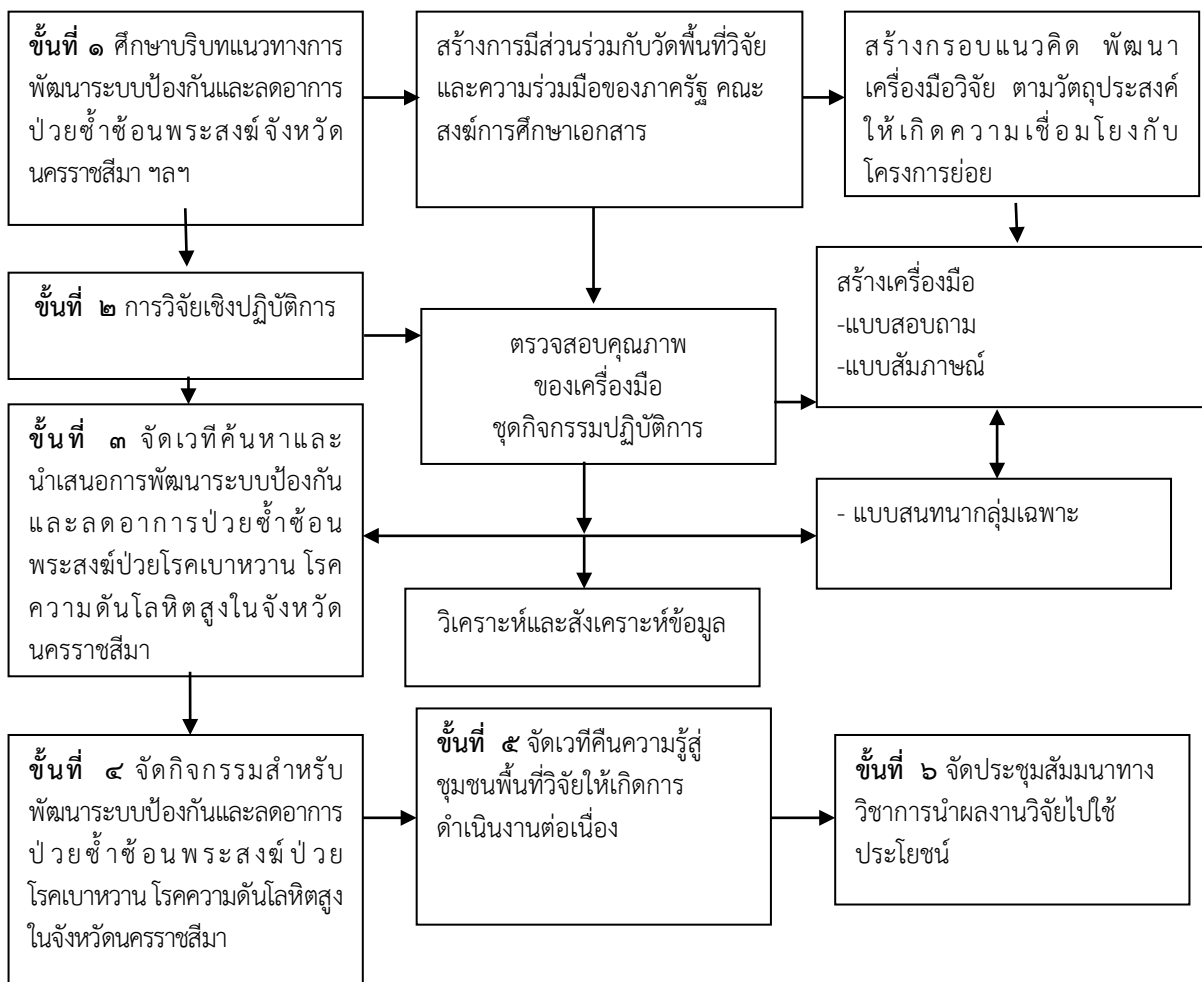 ขั้นที่ ๑ ศึกษาบริบทแนวทางการ
พัฒนาระบบป้องกันและลดอาการ
ป่วยซ้ำซ้อนพระสงฆ์จังหวัด
นครราชสีมา ฯลฯ
สร้างการมีส่วนร่วมกับวัดพื้นที่วิจัย
และความร่วมมือของภาครัฐ คณะ
สงฆ์การศึกษาเอกสาร
สร้างกรอบแนวคิด พัฒนา
เครื่องมือวิจัย ตามวัตถุประสงค์
ให้เกิดความเชื่อมโยงกับ
โครงการย่อย
ขั้นที่ ๒ การวิจัยเชิงปฏิบัติการ
ตรวจสอบคุณภาพ
ของเครื่องมือ
ชุดกิจกรรมปฏิบัติการ
สร้างเครื่องมือ
-แบบสอบถาม
-แบบสัมภาษณ์
ขั้นที่ ๓ จัดเวทีค้นหาและ
นำเสนอการพัฒนาระบบป้องกัน
และลดอาการป่วยซ้ำซ้อน
พระสงฆ์ป่วยโรคเบาหวาน โรค
ความดันโลหิตสูงในจังหวัด
นครราชสีมา
- แบบสนทนากลุ่มเฉพาะ
วิเคราะห์และสังเคราะห์ข้อมูล
ขั้นที่ ๔ จัดกิจกรรมสำหรับ
พัฒนาระบบป้องกันและลดอาการ
ป่วยซ้ำซ้อนพระสงฆ์ป่วย
โรคเบาหวาน โรคความดันโลหิตสูง
ในจังหวัดนครราชสีมา
ขั้นที่ ๕ จัดเวทีคืนความรู้สู่
ชุมชนพื้นที่วิจัยให้เกิดการ
ดำเนินงานต่อเนื่อง
ขั้นที่ ๖ จัดประชุมสัมมนาทาง
วิชาการนำผลงานวิจัยไปใช้
ประโยชน์